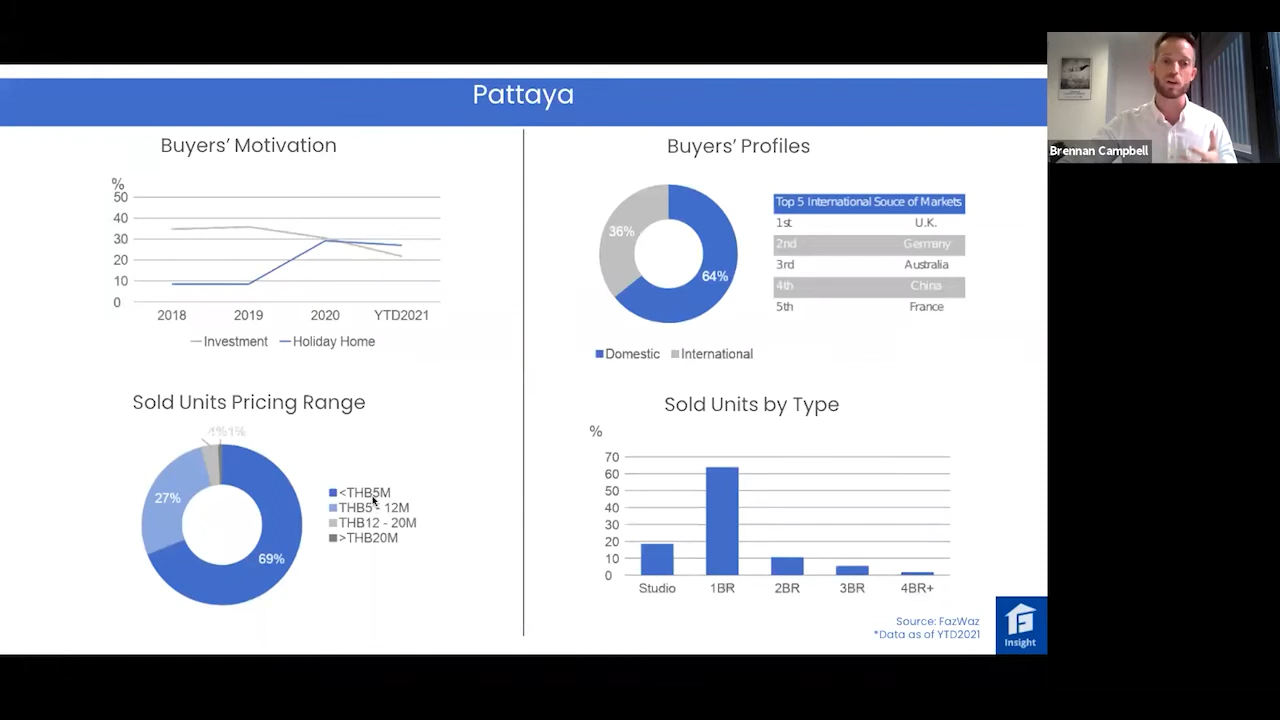 Pattaya
Buyers’ Motivation
%
50
40
30
20
10
0
2018 2019 2020 YTD2021
Investment Holiday Home
Buyers’ Profiles
36%
64%
Domestic International
Top 5 International Souce of Markets
1st U.K.
2nd Germany
3rd Australia
4th China
5th France
Sold Units Pricing Range
4% 1%
27%
69%
<THB5M
THB5 - 12M
THB12 - 20M
>THB20M
Sold Units by Type
%
70
60
50
40
30
20
10
0
Studio 1BR 2BR 3BR 4BR+
Source: FazWaz
*Data as of YTD2021
Insight
Brennan Campbell